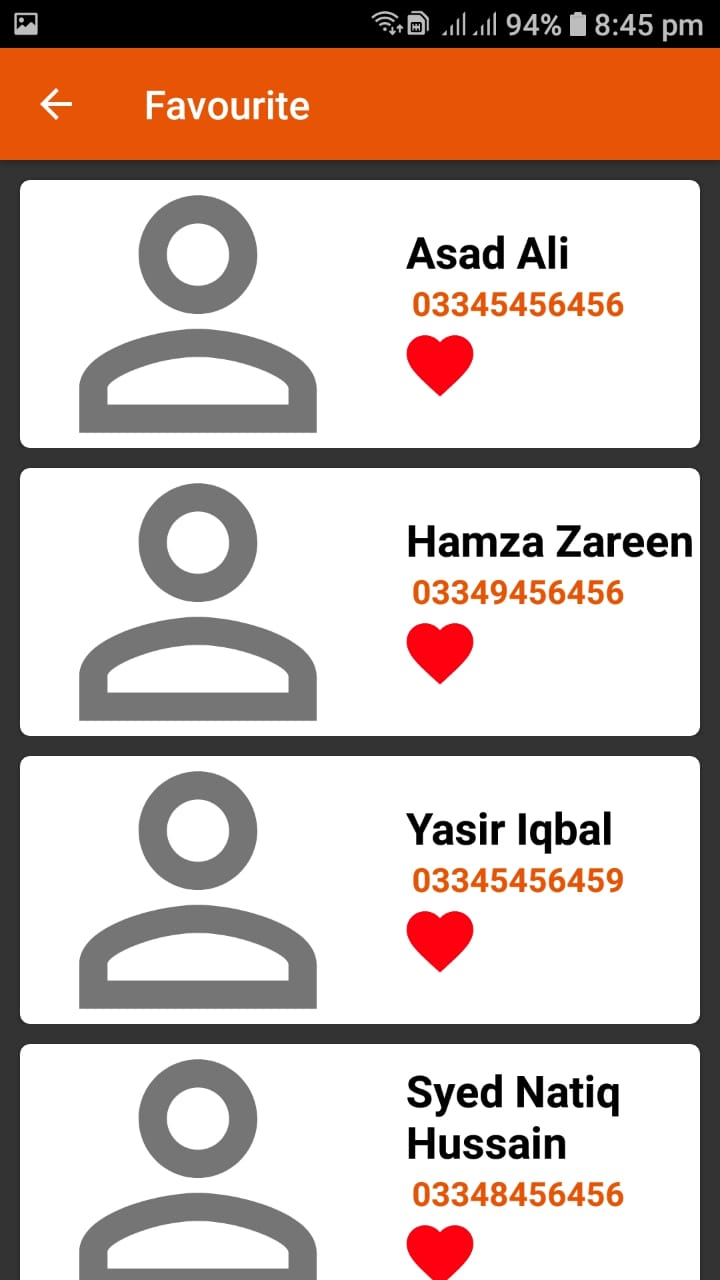 94% 8:45 pm
Favourite
Asad Ali
03345456456
Hamza Zareen
03349456456
Yasir Iqbal
03345456459
Syed Natiq
Hussain
03348456456